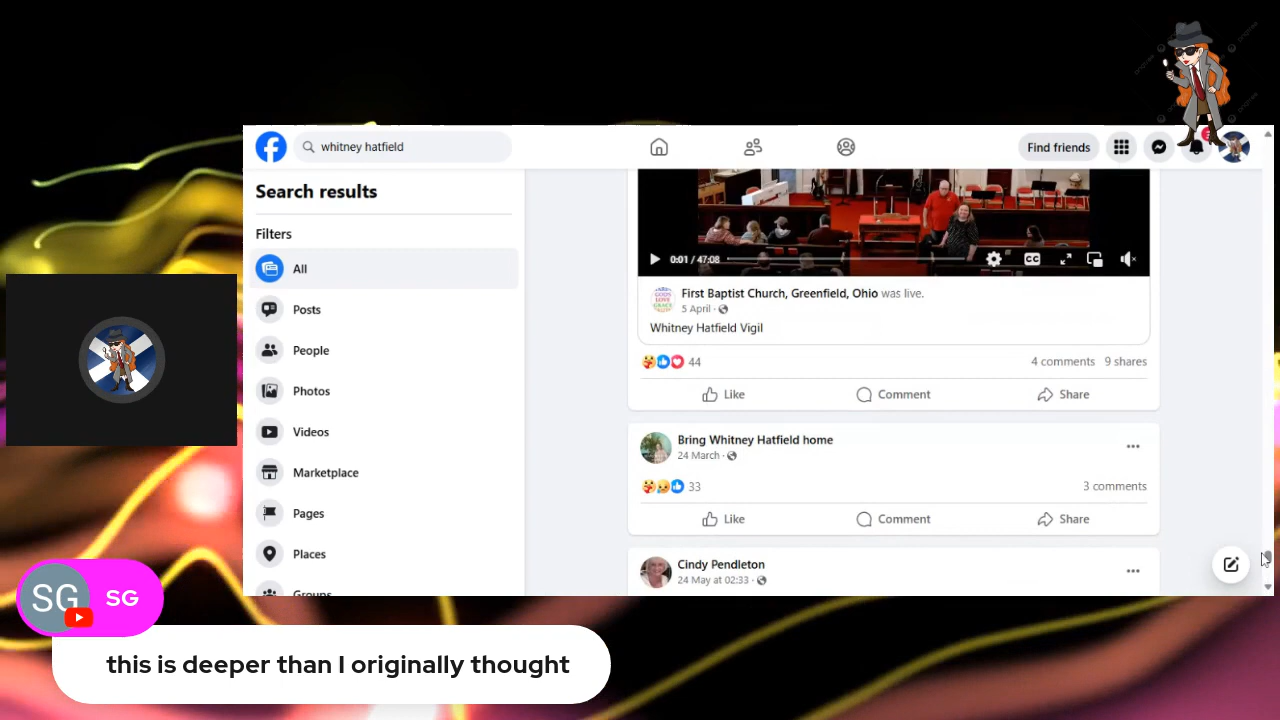 whitney hatfield
Find friends
Search results
Filters
All
Posts
People
Photos
Videos
Marketplace
Pages
Places
Groups
0:01 / 47:08
CC
First Baptist Church, Greenfield, Ohio was live.
5 April
Whitney Hatfield Vigil
44
4 comments 9 shares
Like Comment Share
Bring Whitney Hatfield home
24 March
33
3 comments
Like Comment Share
Cindy Pendleton
24 May at 02:33
SG SG
this is deeper than I originally thought